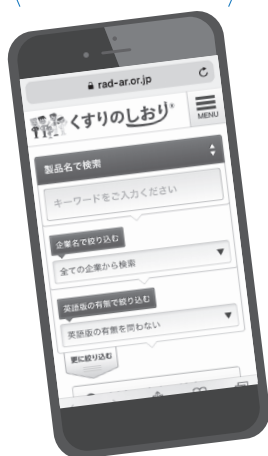 rad-ar.or.jp
くすりのしおり®
MENU
製品名で検索
キーワードをご入力ください
企業名で絞り込む
全ての企業から検索
英語版の有無で絞り込む
英語版の有無を問わない
更に絞り込む